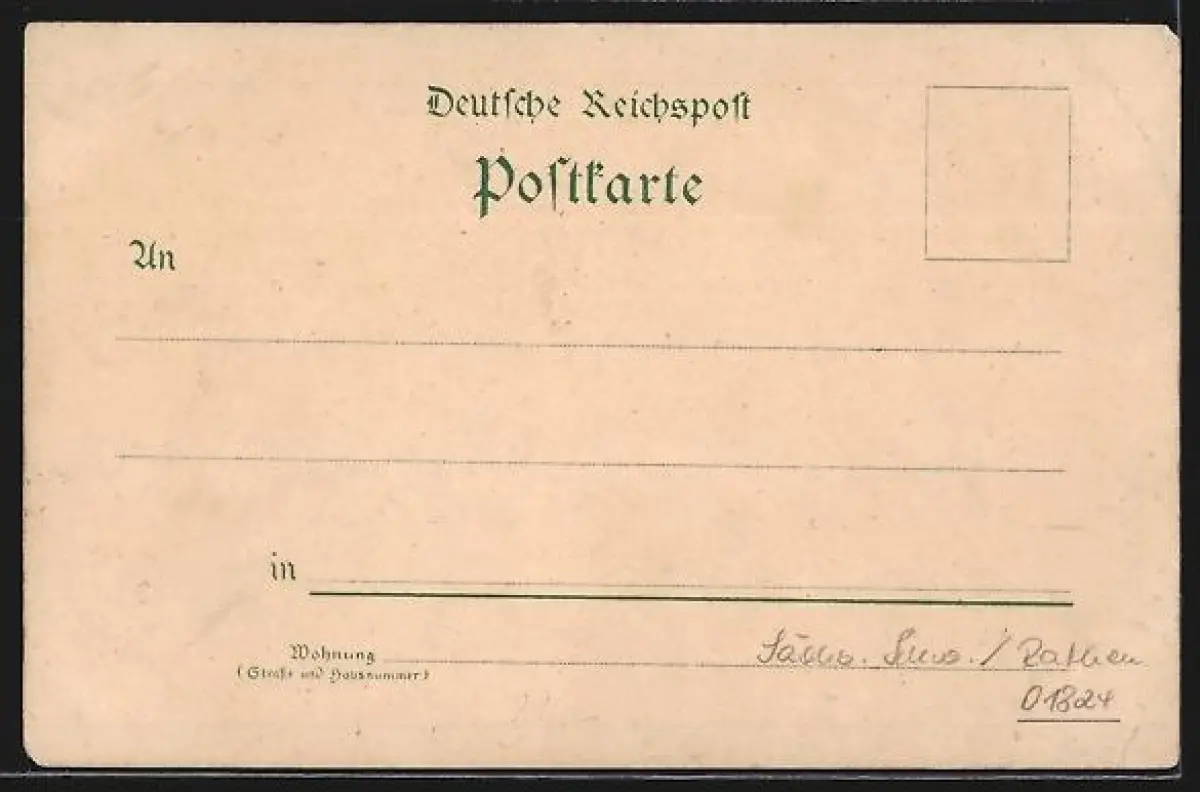 Deutſche Reichspoſt
Poſtkarte
An
in
Wohnung
(Straße und Hausnummer)
Sächs. Schw. / Rathen
01824